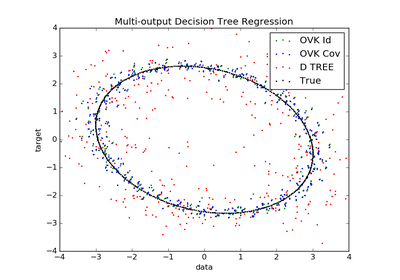 Multi-output Decision Tree Regression
OVK Id
OVK Cov
D TREE
True
4
3
2
1
0
−1
−2
−3
−4
target
−4 −3 −2 −1 0 1 2 3 4
data